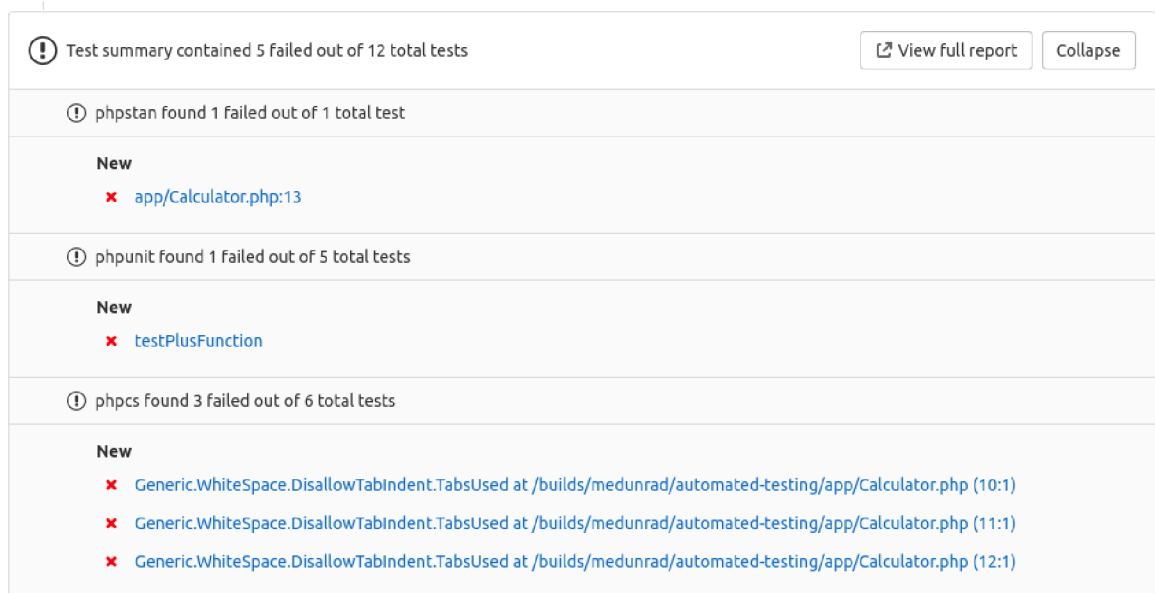 Test summary contained 5 failed out of 12 total tests
View full report
Collapse
phpstan found 1 failed out of 1 total test
New
app/Calculator.php:13
phpunit found 1 failed out of 5 total tests
New
testPlusFunction
phpcs found 3 failed out of 6 total tests
New
Generic.WhiteSpace.DisallowTabIndent.TabsUsed at /builds/medunrad/automated-testing/app/Calculator.php (10:1)
Generic.WhiteSpace.DisallowTabIndent.TabsUsed at /builds/medunrad/automated-testing/app/Calculator.php (11:1)
Generic.WhiteSpace.DisallowTabIndent.TabsUsed at /builds/medunrad/automated-testing/app/Calculator.php (12:1)